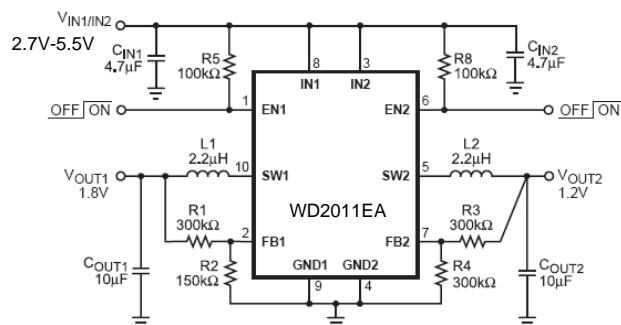 VIN1/IN2
2.7V-5.5V
CIN1
4.7μF
R5
100kΩ
8
IN1
3
IN2
R8
100kΩ
CIN2
4.7μF
OFF ON
1
EN1
EN2
6
OFF ON
L1
2.2μH
L2
2.2μH
VOUT1
1.8V
10
SW1
SW2
5
VOUT2
1.2V
WD2011EA
R1
300kΩ
2
FB1
FB2
7
R3
300kΩ
COUT1
10μF
R2
150kΩ
GND1
9
GND2
4
R4
300kΩ
COUT2
10μF